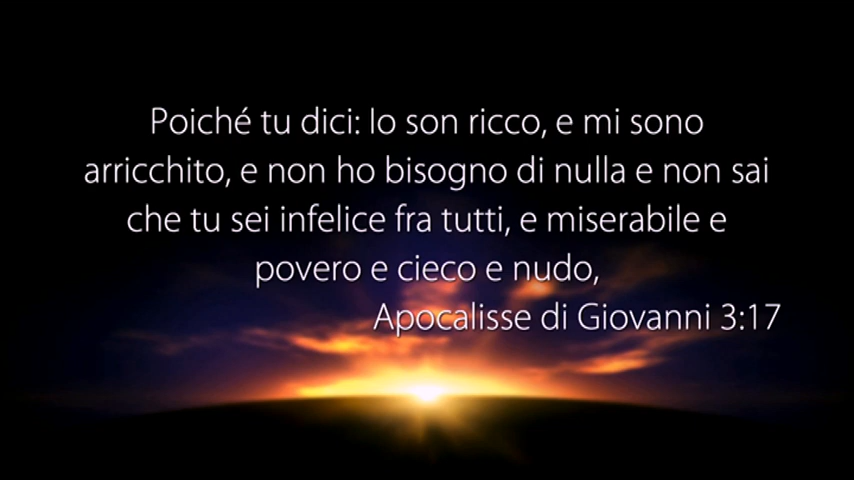 Poiché tu dici: Io son ricco, e mi sono
arricchito, e non ho bisogno di nulla e non sai
che tu sei infelice fra tutti, e miserabile e
povero e cieco e nudo,
Apocalisse di Giovanni 3:17